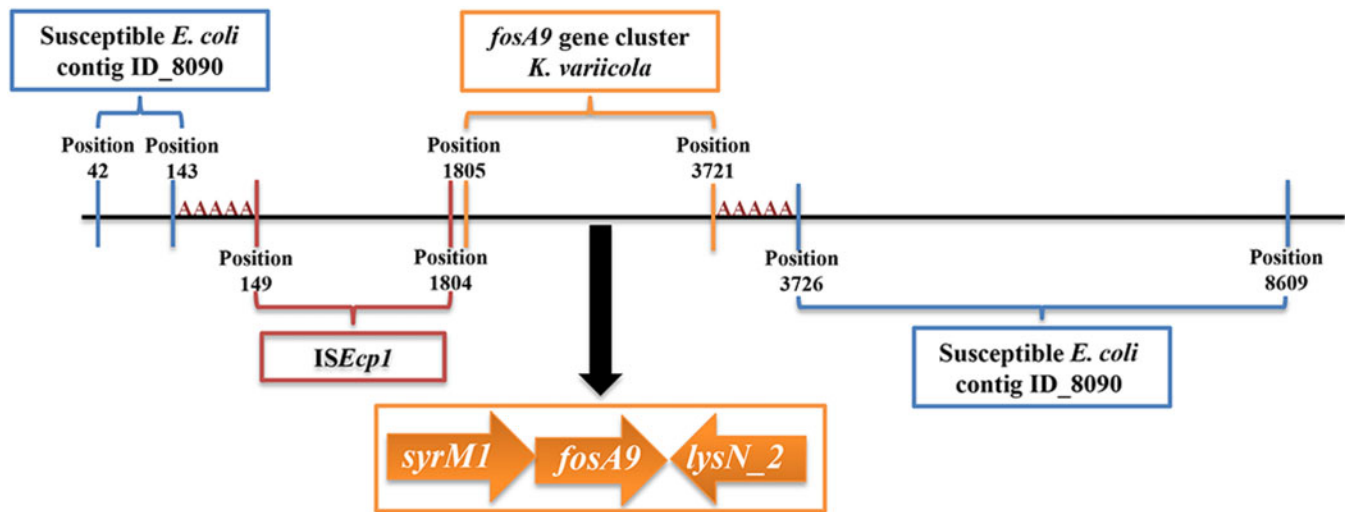 Susceptible E. coli
contig ID_8090
fosA9 gene cluster
K. variicola
Position
42
Position
143
Position
1805
Position
3721
AAAAA
AAAAA
Position
149
Position
1804
Position
3726
Position
8609
ISEcp1
Susceptible E. coli
contig ID_8090
syrM1
fosA9
lysN_2